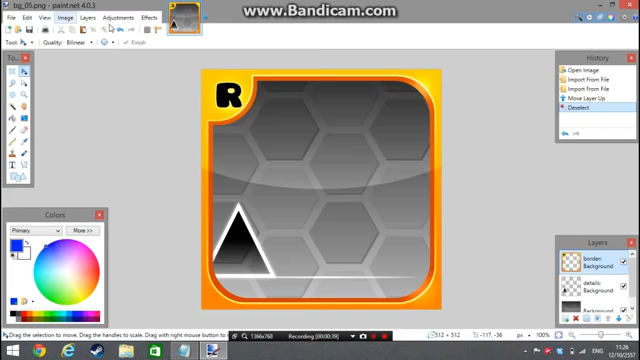 bg_05.png - paint.net 4.0.3
www.Bandicam.com
File Edit View Image Layers Adjustments Effects
Tool: Bilinear Finish
R
History
Open Image
Import From File
Import From File
Move Layer Up
Deselect
Colors
Primary More >>
Layers
border: Background
details: Background
Background
Drag the selection to move. Drag the handles to scale. Drag with right mouse button to
1366x768 Recording [00:00:39]
512 × 512 -117, -36 px 100%
ENG 11:26 12/10/2557